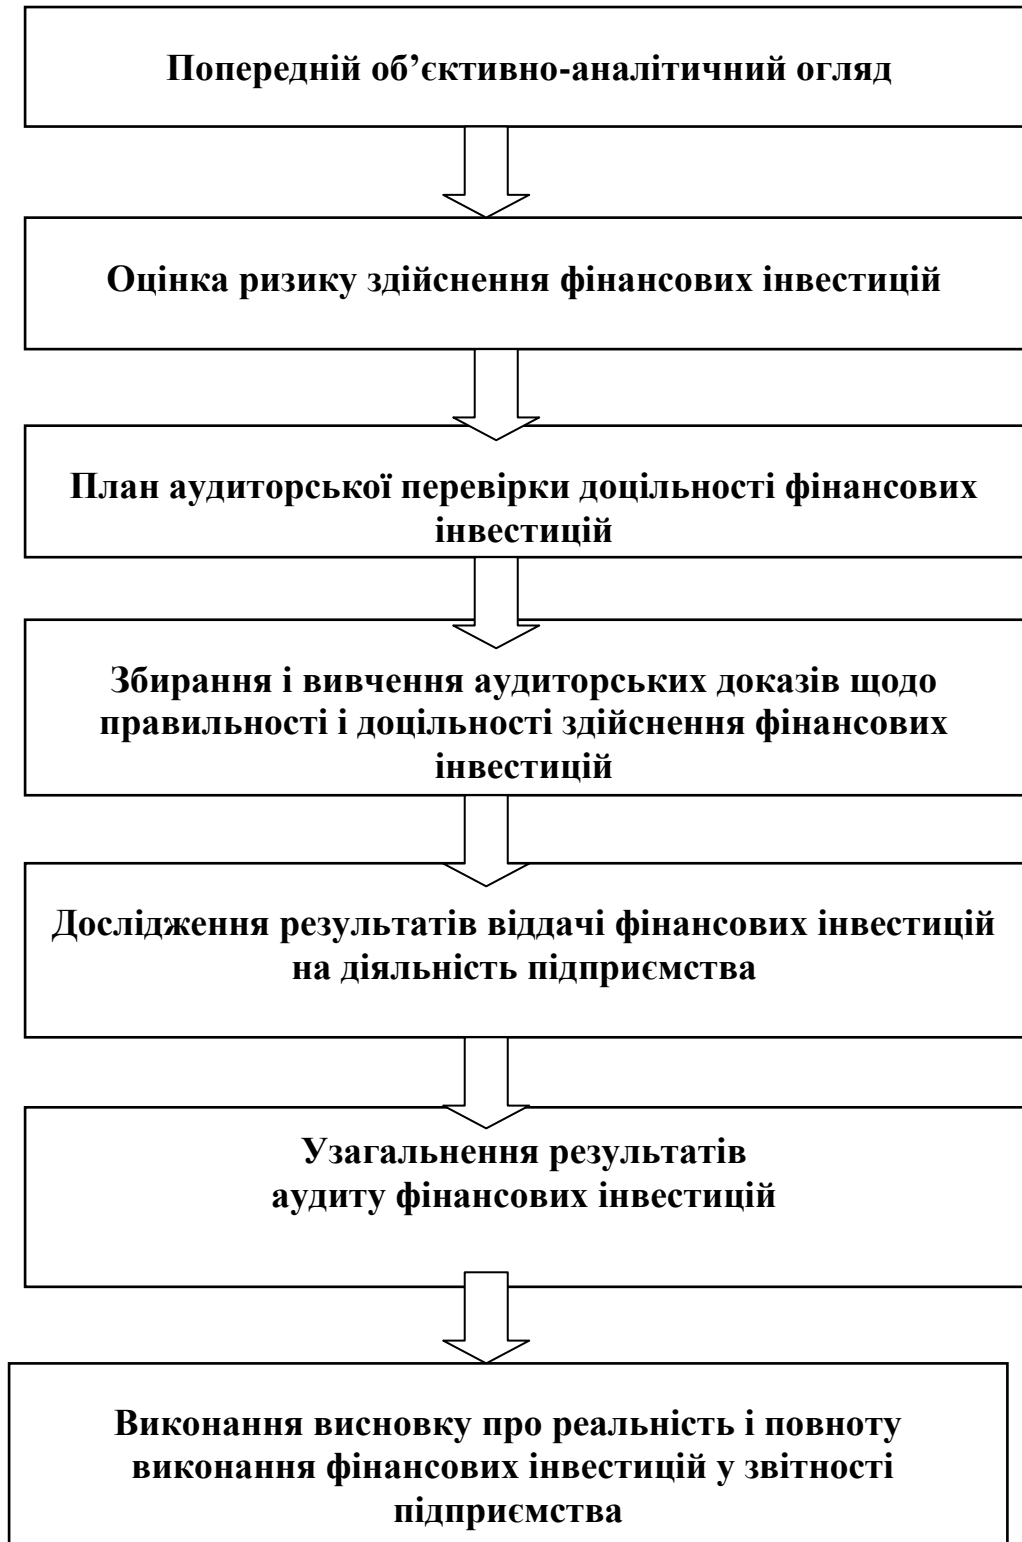 Попередній об’єктивно-аналітичний огляд
Оцінка ризику здійснення фінансових інвестицій
План аудиторської перевірки доцільності фінансових
інвестицій
Збирання і вивчення аудиторських доказів щодо
правильності і доцільності здійснення фінансових
інвестицій
Дослідження результатів віддачі фінансових інвестицій
на діяльність підприємства
Узагальнення результатів
аудиту фінансових інвестицій
Виконання висновку про реальність і повноту
виконання фінансових інвестицій у звітності
підприємства